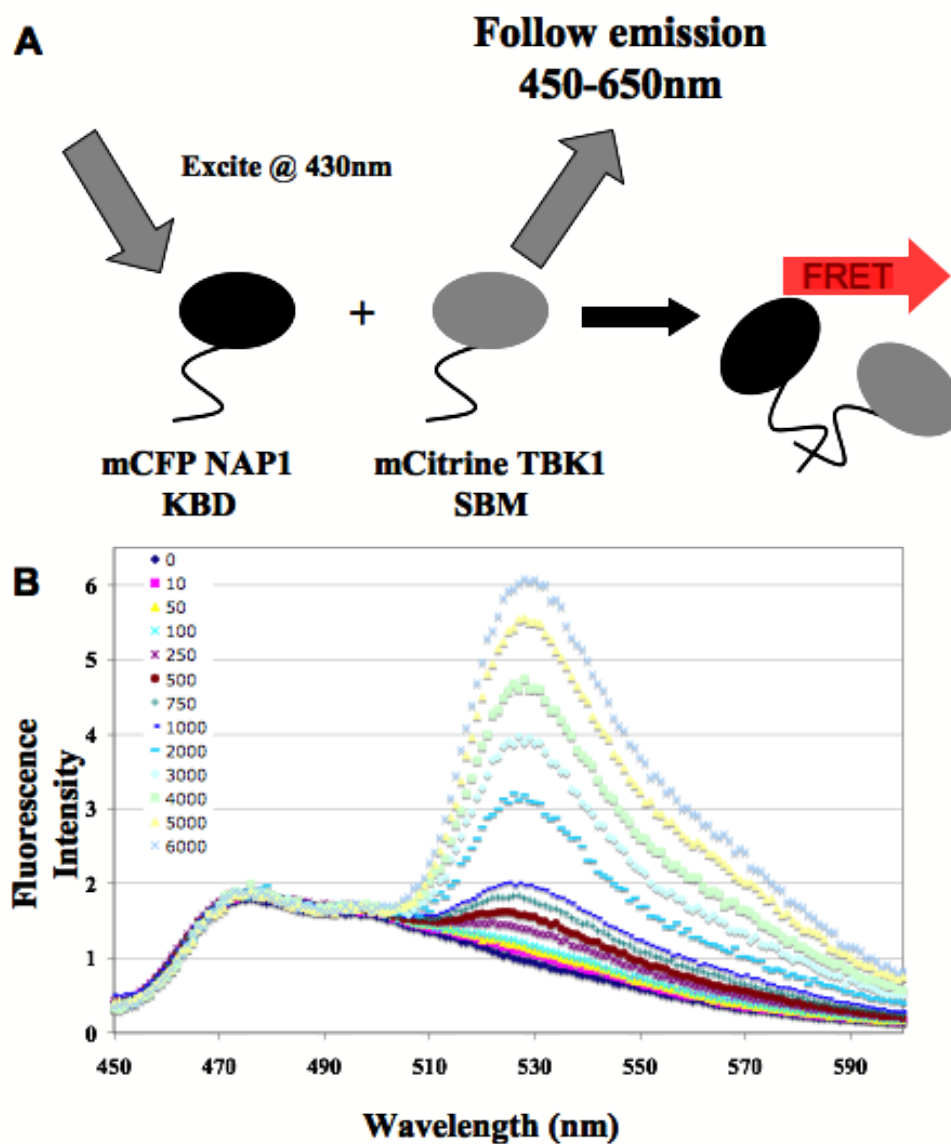 A
Follow emission
450-650nm
Excite @ 430nm
FRET
+
mCFP NAP1
KBD
mCitrine TBK1
SBM
B
0
10
50
100
250
500
750
1000
2000
3000
4000
5000
6000
6
5
4
3
2
1
0
Fluorescence
Intensity
450
470
490
510
530
550
570
590
Wavelength (nm)